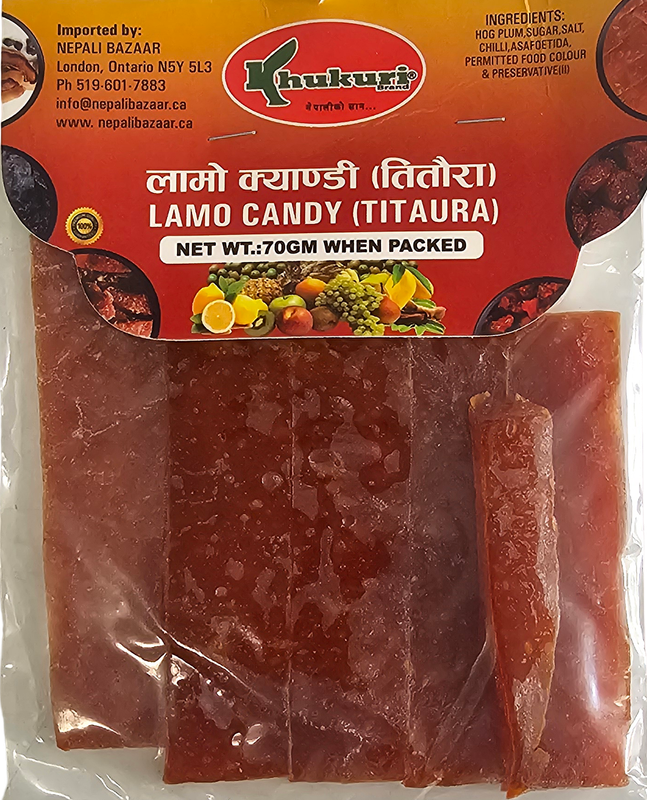 Imported by:
NEPALI BAZAAR
London, Ontario N5Y 5L3
Ph 519-601-7883
info@nepalibazaar.ca
www. nepalibazaar.ca
Khukuri®
Brand
नेपालीको शान...
INGREDIENTS:
HOG PLUM,SUGAR,SALT,
CHILLI,ASAFOETIDA,
PERMITTED FOOD COLOUR
& PRESERVATIVE(II)
लामो क्याण्डी (तितौरा)
LAMO CANDY (TITAURA)
100%
NET WT.:70GM WHEN PACKED